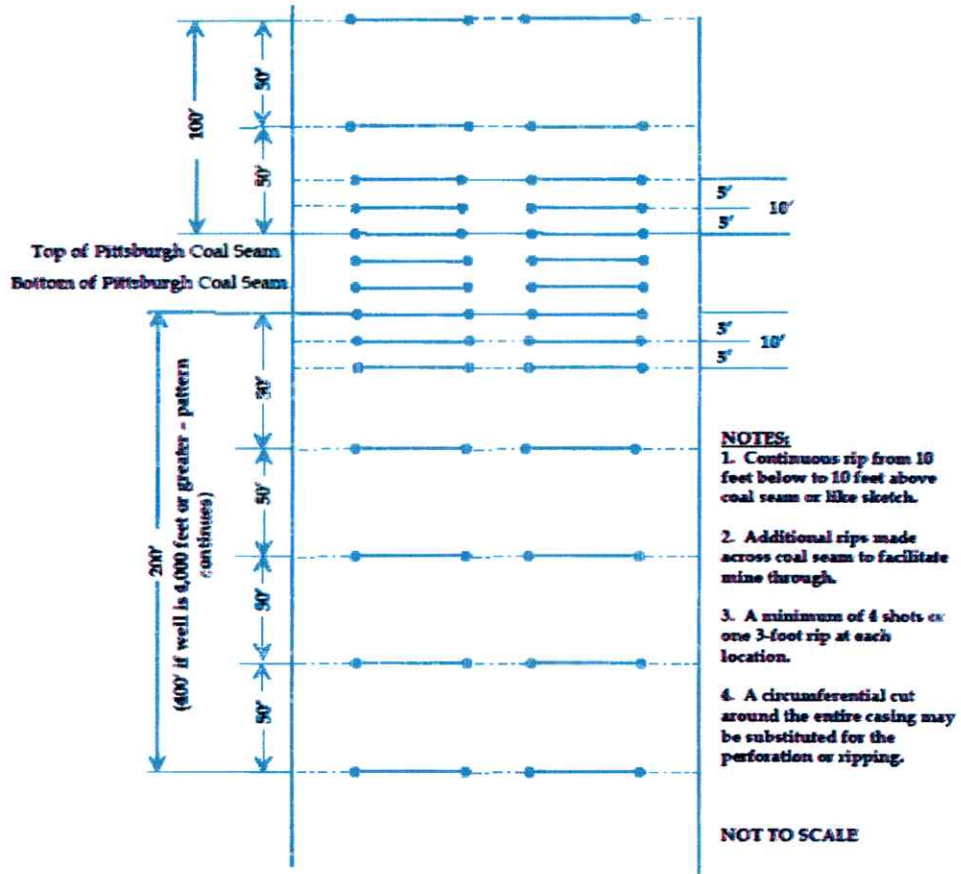 100'
50'
50'
5'
10'
5'
Top of Pittsburgh Coal Seam
Bottom of Pittsburgh Coal Seam
5'
10'
5'
200'
(400' if well is 4,000 feet or greater - pattern
continues)
50'
50'
50'
50'
NOTES:
1. Continuous rip from 10
feet below to 10 feet above
coal seam or like sketch.
2. Additional rips made
across coal seam to facilitate
mine through.
3. A minimum of 4 shots or
one 3-foot rip at each
location.
4. A circumferential cut
around the entire casing may
be substituted for the
perforation or ripping.
NOT TO SCALE